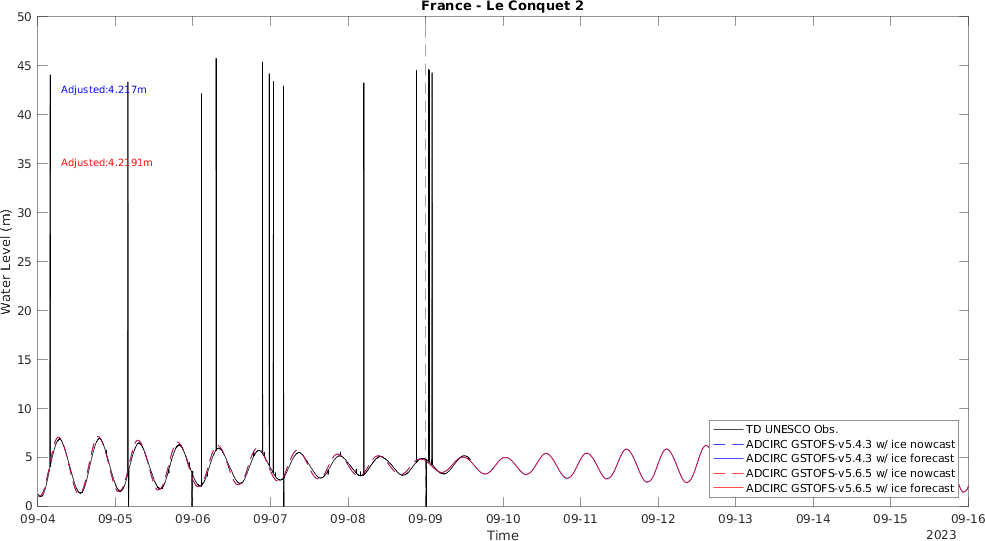 France - Le Conquet 2
50
45
40
35
30
25
20
15
10
5
0
Water Level (m)
Adjusted:4.217m
Adjusted:4.2191m
TD UNESCO Obs.
ADCIRC GSTOFS-v5.4.3 w/ ice nowcast
ADCIRC GSTOFS-v5.4.3 w/ ice forecast
ADCIRC GSTOFS-v5.6.5 w/ ice nowcast
ADCIRC GSTOFS-v5.6.5 w/ ice forecast
09-04 09-05 09-06 09-07 09-08 09-09 09-10 09-11 09-12 09-13 09-14 09-15 09-16
Time
2023